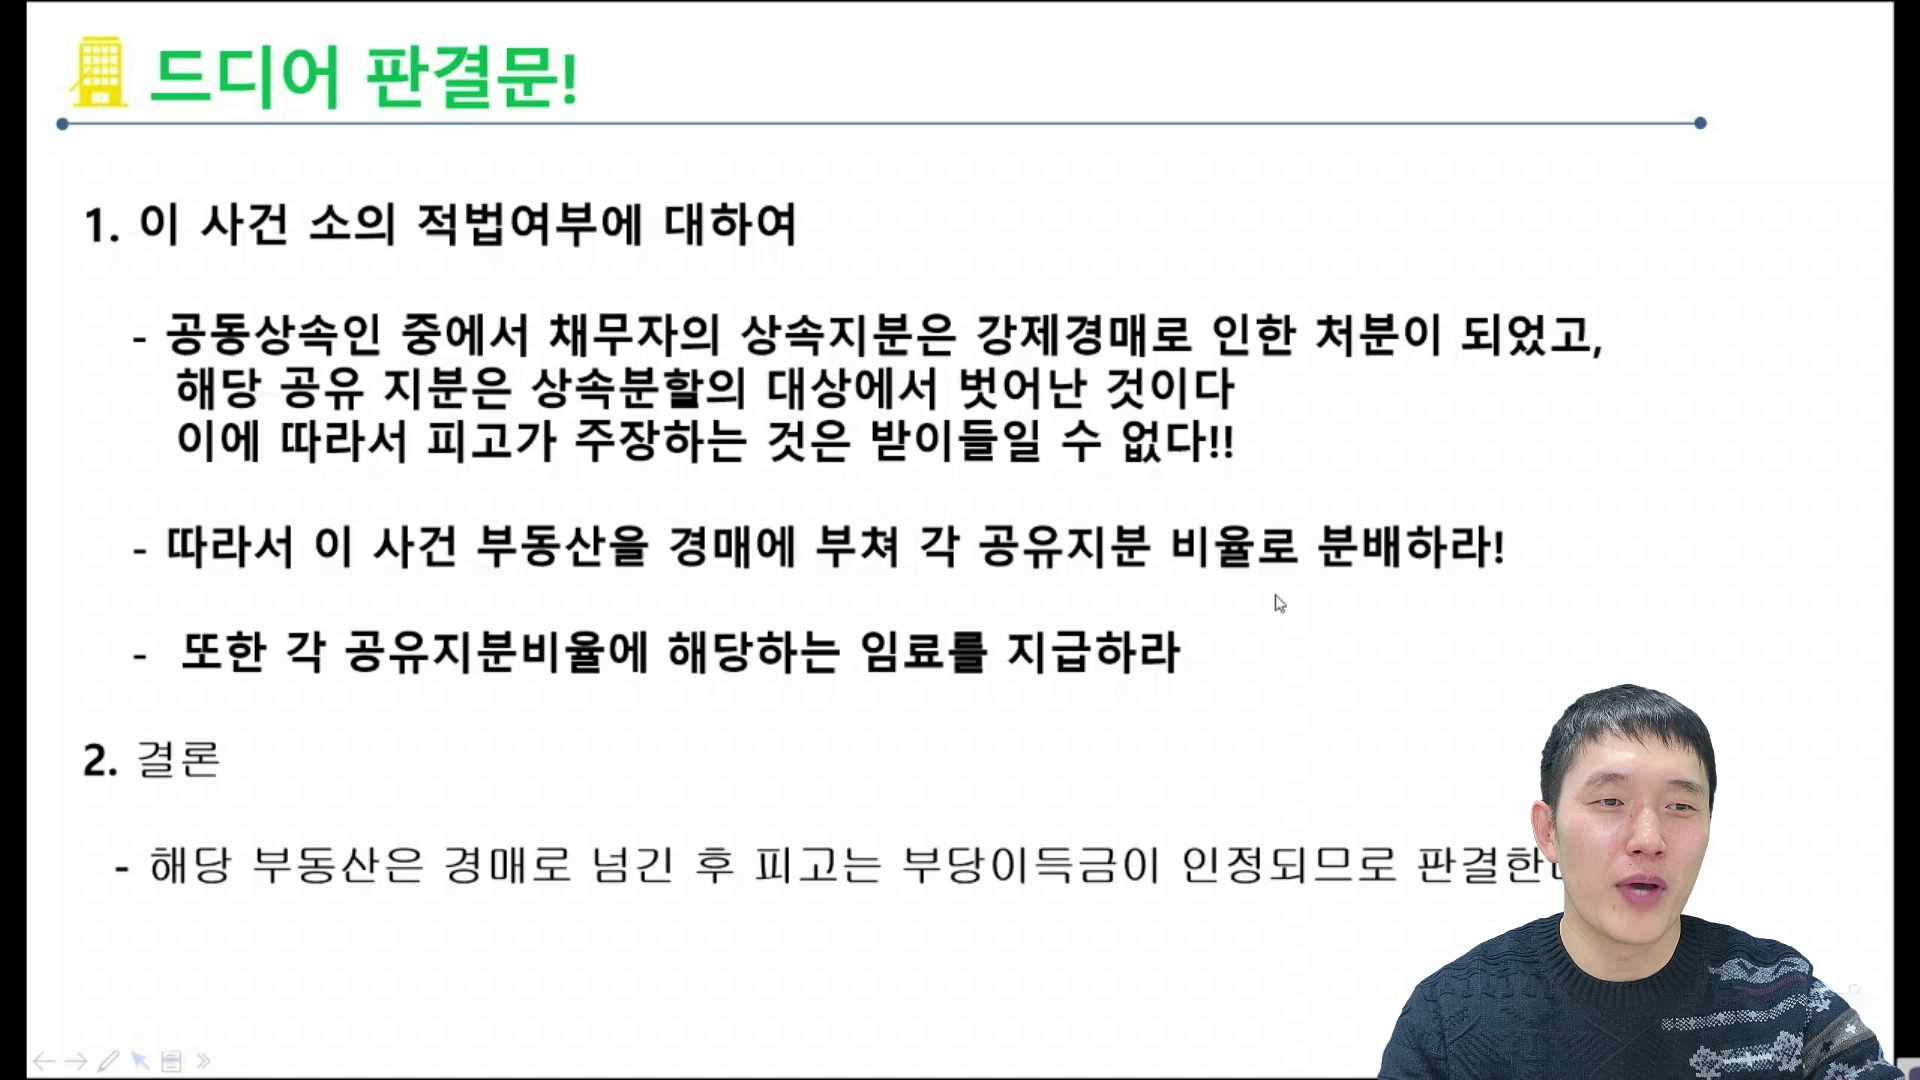 드디어 판결문!
1. 이 사건 소의 적법여부에 대하여
- 공동상속인 중에서 채무자의 상속지분은 강제경매로 인한 처분이 되었고,
해당 공유 지분은 상속분할의 대상에서 벗어난 것이다
이에 따라서 피고가 주장하는 것은 받이들일 수 없다!!
- 따라서 이 사건 부동산을 경매에 부쳐 각 공유지분 비율로 분배하라!
- 또한 각 공유지분비율에 해당하는 임료를 지급하라
2. 결론
- 해당 부동산은 경매로 넘긴 후 피고는 부당이득금이 인정되므로 판결한